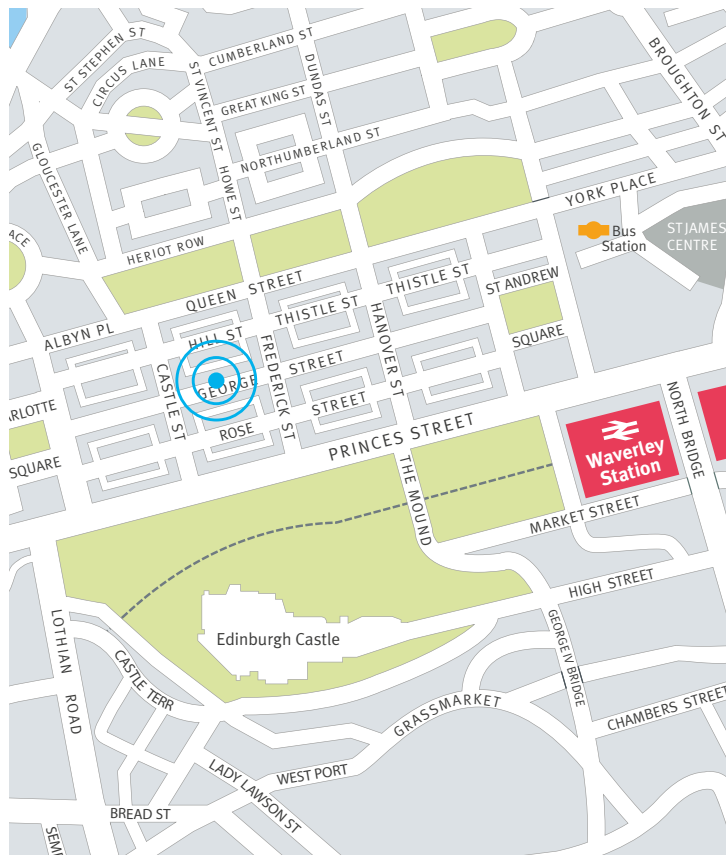 ST STEPHEN ST
CIRCUS LANE
ST VINCENT ST
CUMBERLAND ST
DUNDAS ST
BROUGHTON ST
GREAT KING ST
NORTHUMBERLAND ST
GLOUCESTER LANE
HOWE ST
YORK PLACE
ACE
HERIOT ROW
Bus
Station
ST JAMES
CENTRE
QUEEN STREET
THISTLE ST
THISTLE ST
ST ANDREW
SQUARE
ALBYN PL
HILL ST
HANOVER ST
FREDERICK ST
CASTLE ST
GEORGE STREET
ROSE STREET
ARLOTTE
SQUARE
PRINCES STREET
NORTH BRIDGE
Waverley
Station
THE MOUND
MARKET STREET
HIGH STREET
Edinburgh Castle
GEORGE IV BRIDGE
LOTHIAN ROAD
CASTLE TERR
GRASSMARKET
CHAMBERS STREET
WEST PORT
LADY LAWSON ST
BREAD ST
SEMP